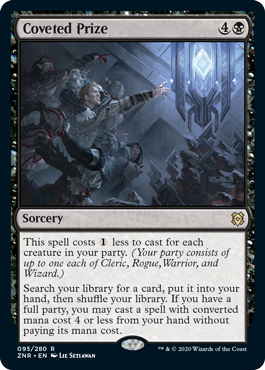 Coveted Prize 4
Sorcery
This spell costs 1 less to cast for each
creature in your party. (Your party consists
of up to one each of Cleric, Rogue,Warrior, and
Wizard.)
Search your library for a card, put it into your
hand, then shuffle your library. If you have a
full party, you may cast a spell with converted
mana cost 4 or less from your hand without
paying its mana cost.
095/280 R
ZNR • EN Lie Setiawan
™ & © 2020 Wizards of the Coast